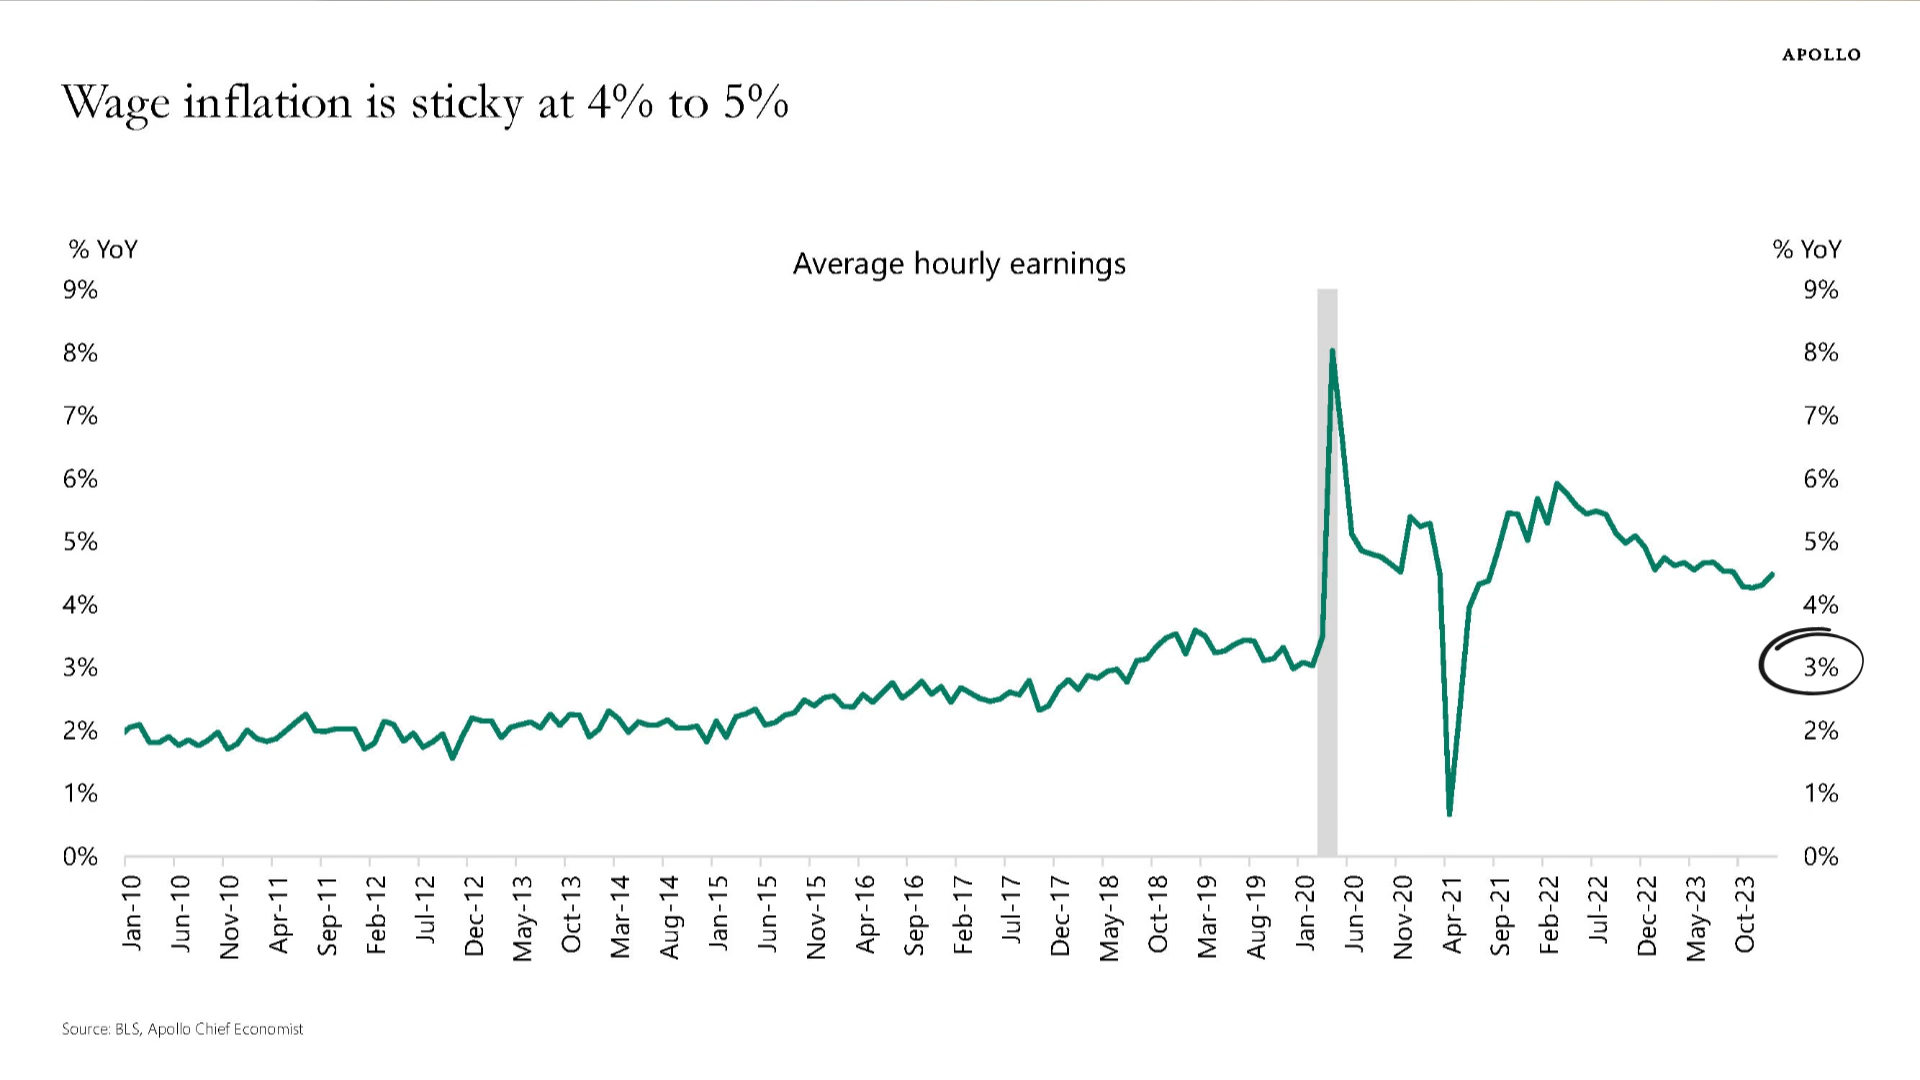 APOLLO
Wage inflation is sticky at 4% to 5%
% YoY
Average hourly earnings
% YoY
9%
9%
8%
8%
7%
7%
6%
6%
5%
5%
4%
4%
3%
3%
2%
2%
1%
1%
0%
0%
Jan-10
Jun-10
Nov-10
Apr-11
Sep-11
Feb-12
Jul-12
Dec-12
May-13
Oct-13
Mar-14
Aug-14
Jan-15
Jun-15
Nov-15
Apr-16
Sep-16
Feb-17
Jul-17
Dec-17
May-18
Oct-18
Mar-19
Aug-19
Jan-20
Jun-20
Nov-20
Apr-21
Sep-21
Feb-22
Jul-22
Dec-22
May-23
Oct-23
Source: BLS, Apollo Chief Economist